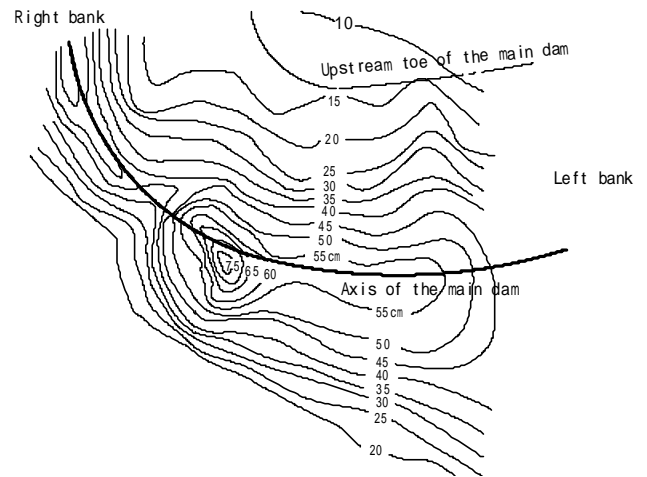 Right bank
10
Upstream toe of the main dam
15
20
25
30
35
40
45
50
55cm
Left bank
75 65 60
Axis of the main dam
55cm
50
45
40
35
30
25
20